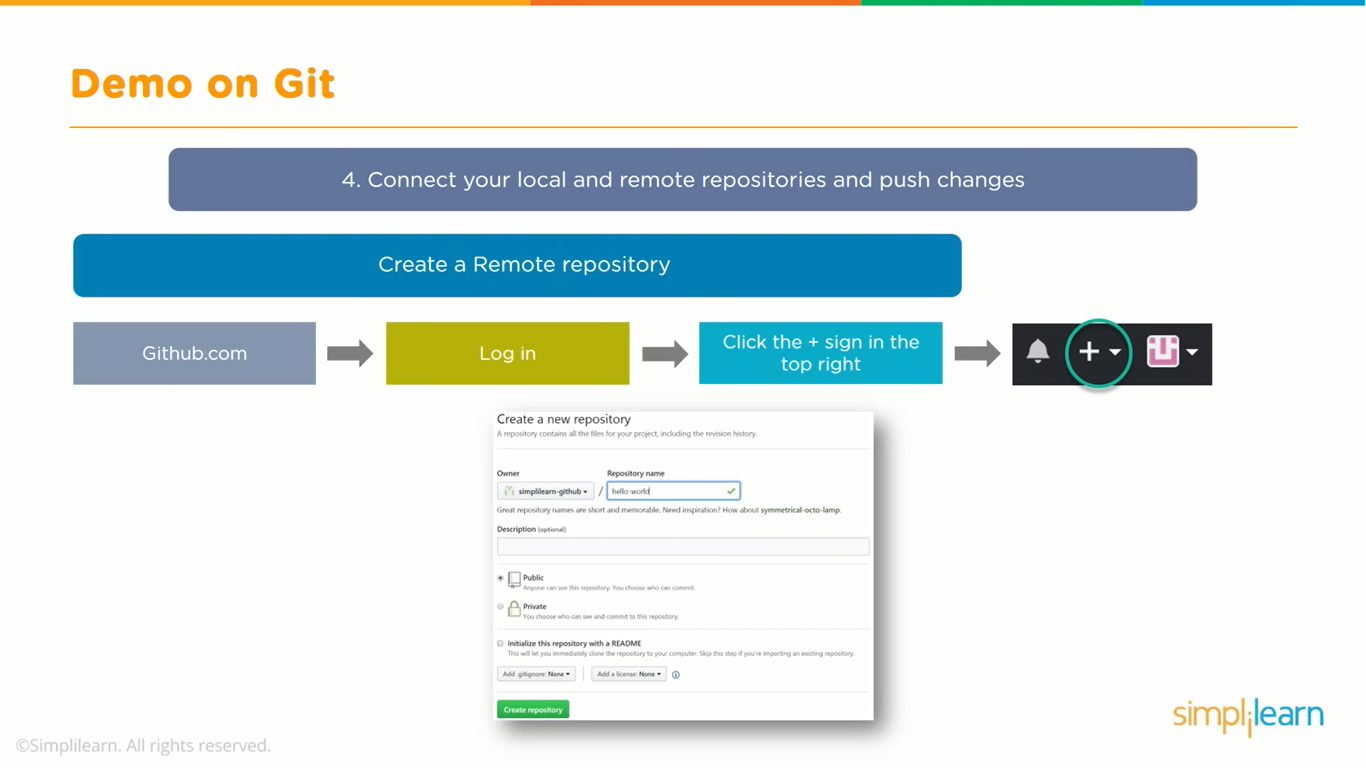 Demo on Git
4. Connect your local and remote repositories and push changes
Create a Remote repository
Github.com
Log in
Click the + sign in the
top right
Create a new repository
A repository contains all the files for your project, including the revision history.
Owner
Repository name
simplilearn-github / hello-world
Great repository names are short and memorable. Need inspiration? How about symmetrical-octo-lamp.
Description (optional)
Public
Anyone can see this repository. You choose who can commit.
Private
You choose who can see and commit to this repository.
Initialize this repository with a README
This will let you immediately clone the repository to your computer. Skip this step if you're importing an existing repository.
Add .gitignore: None
Add a license: None
Create repository
simplilearn
©Simplilearn. All rights reserved.